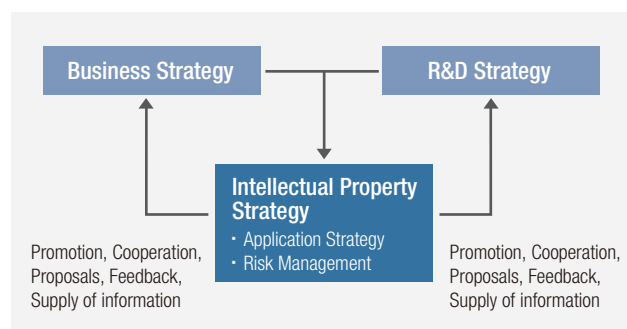 Business Strategy
R&D Strategy
Intellectual Property
Strategy
・Application Strategy
・Risk Management
Promotion, Cooperation,
Proposals, Feedback,
Supply of information
Promotion, Cooperation,
Proposals, Feedback,
Supply of information